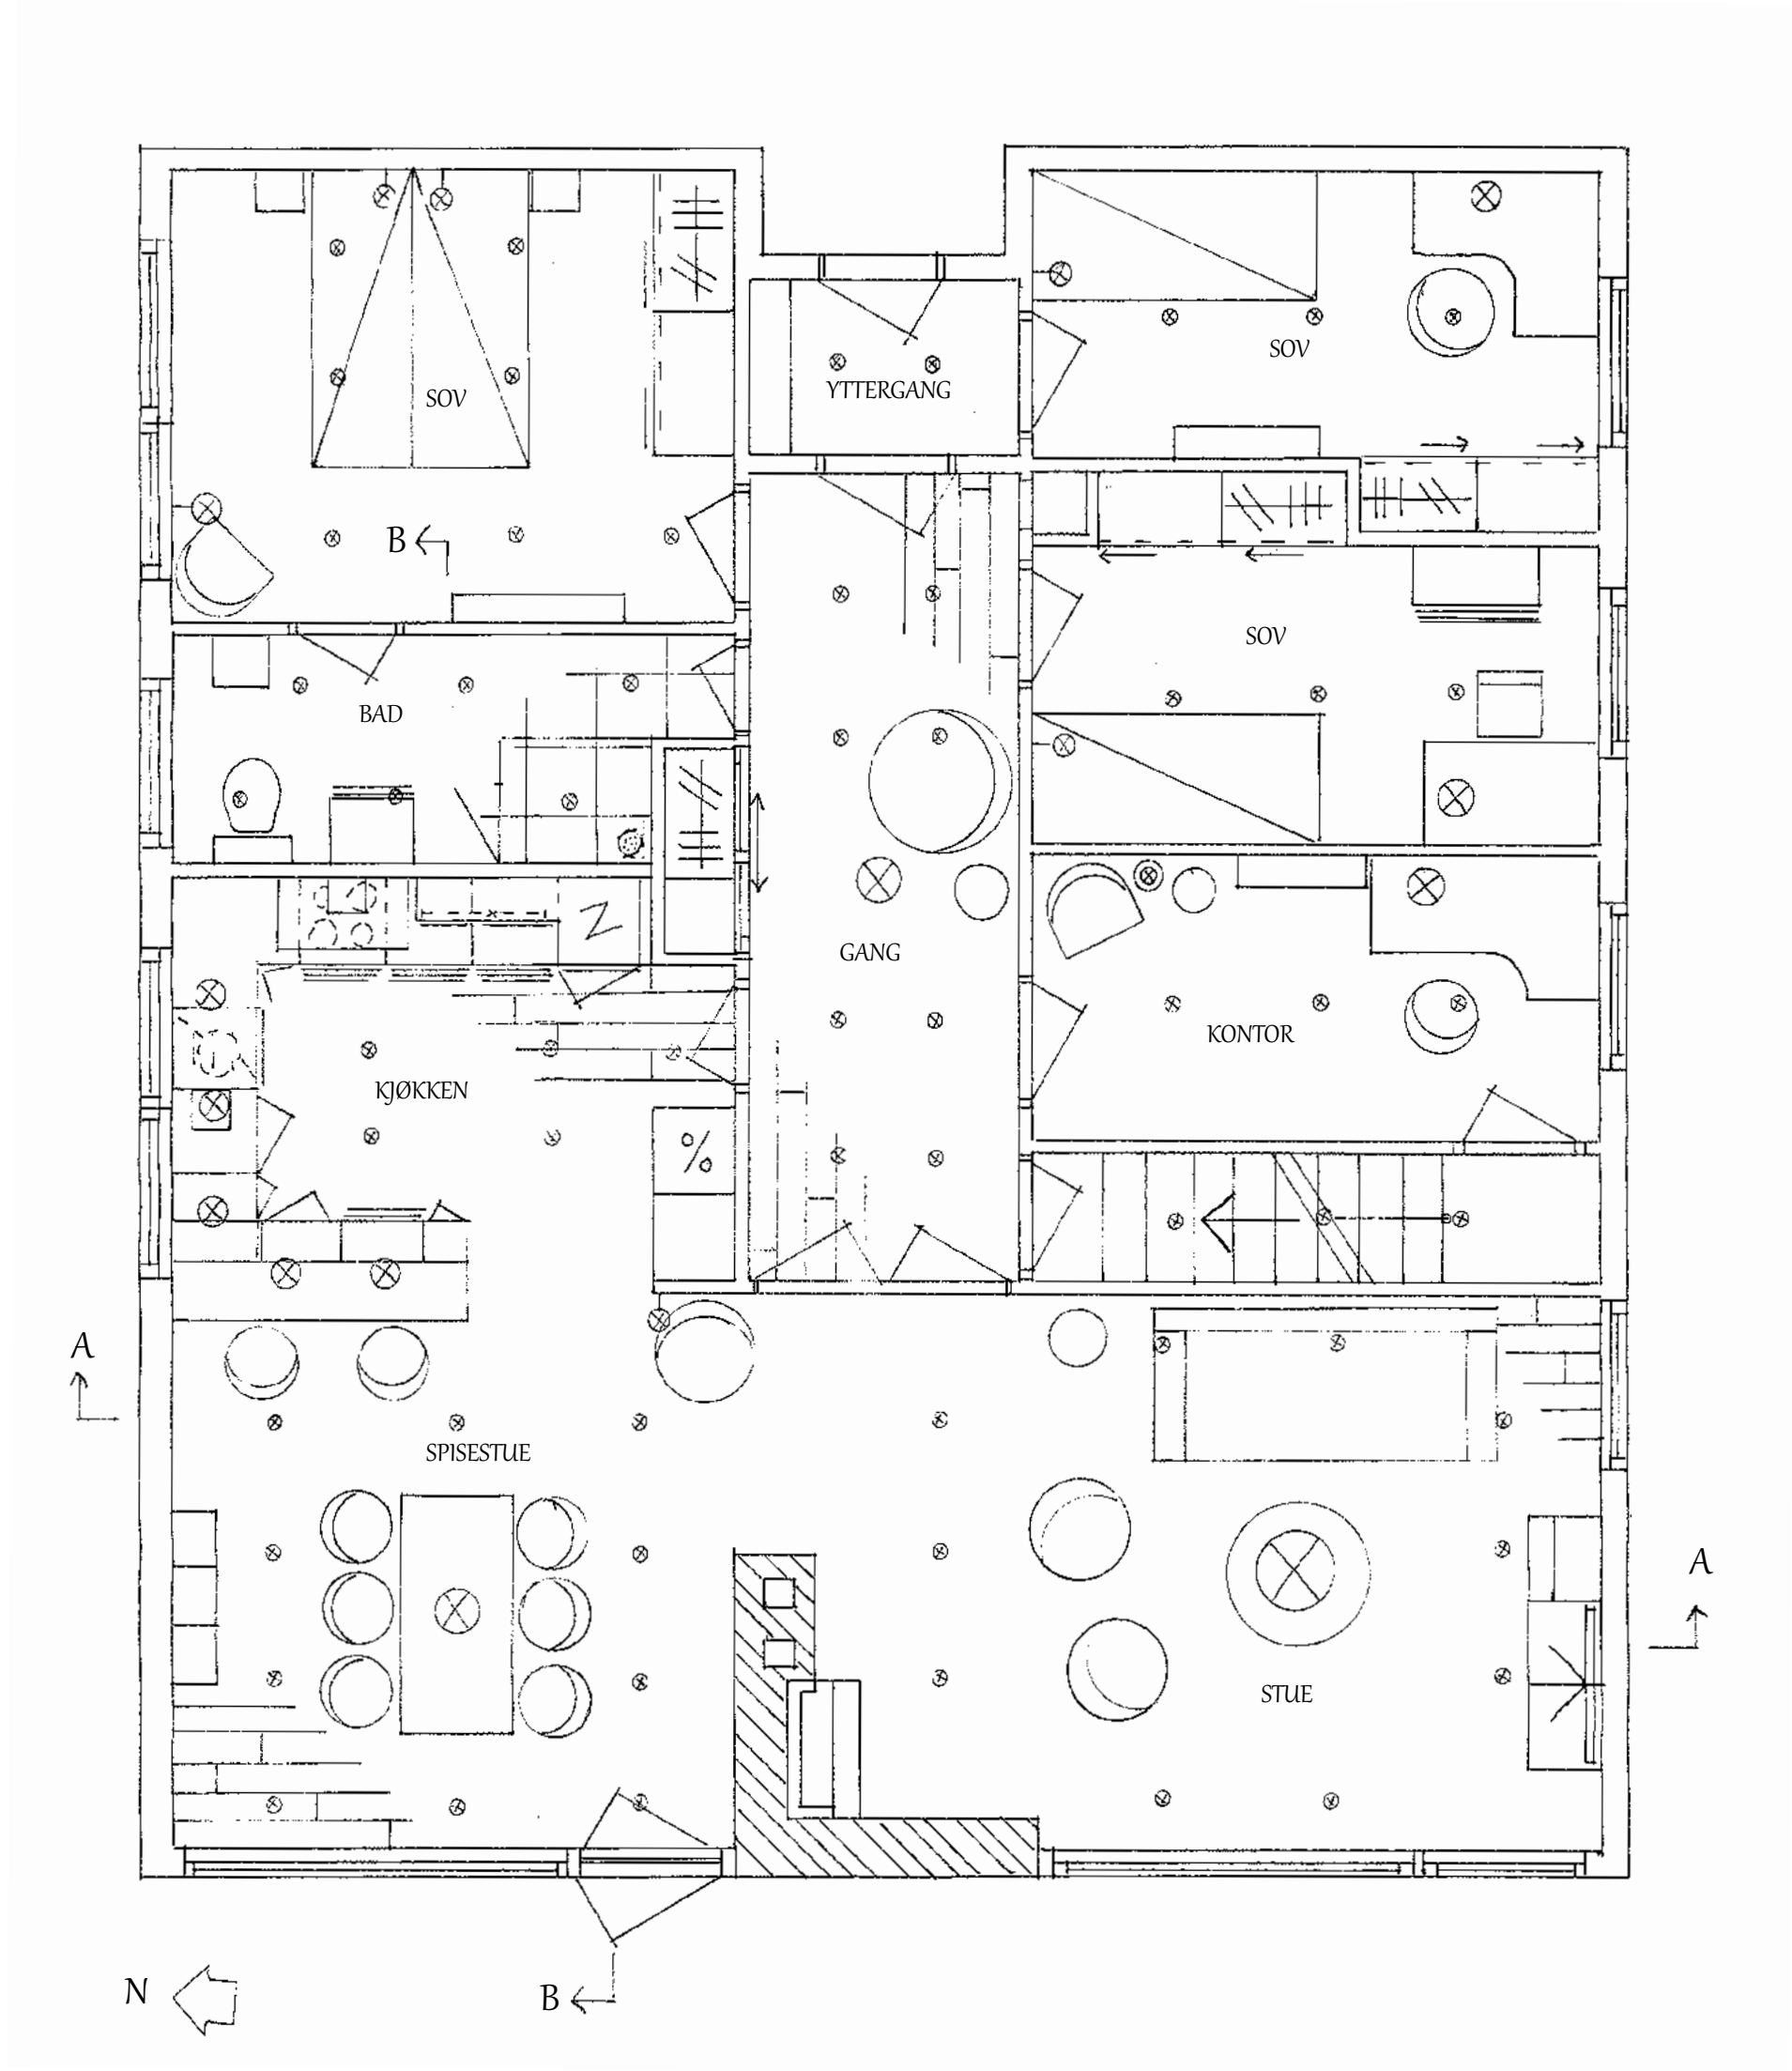 SOV
YTTERGANG
SOV
B
SOV
BAD
GANG
Z
KJØKKEN
KONTOR
%
A
SPISESTUE
A
STUE
N
B